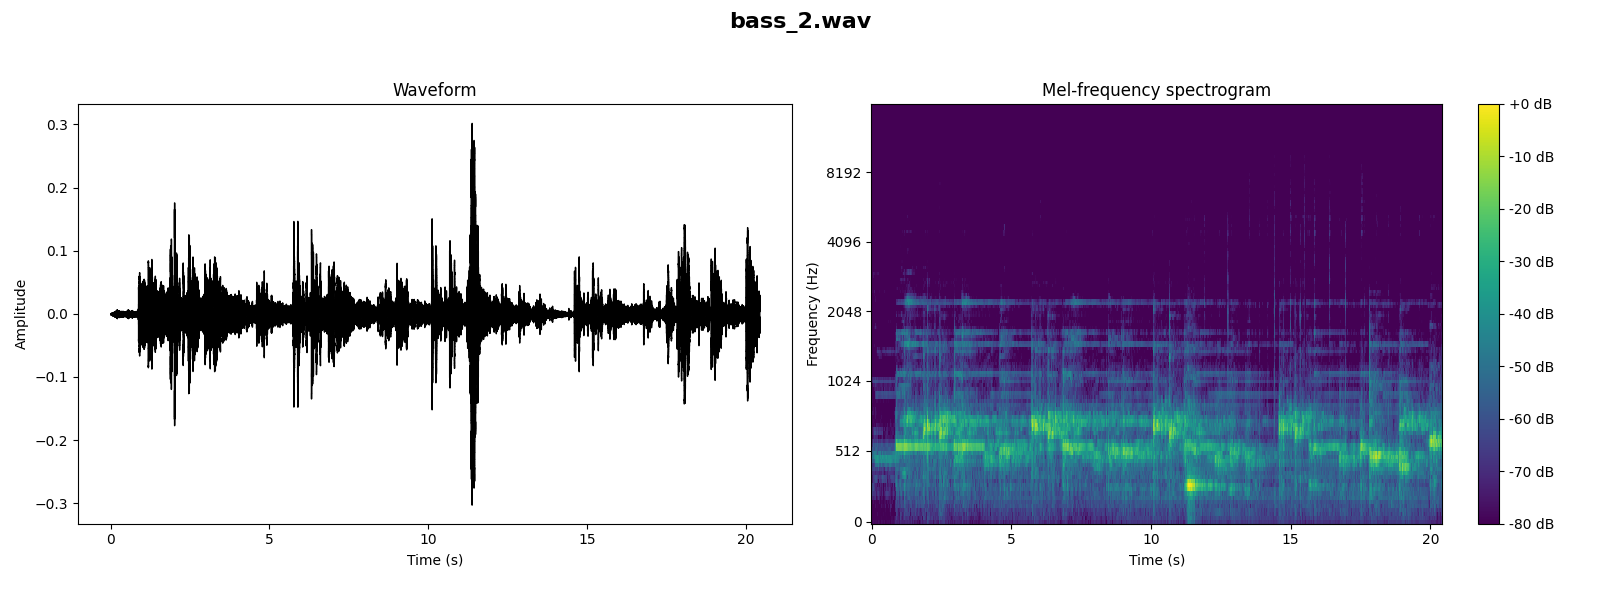 bass_2.wav
Waveform
Amplitude
0.3
0.2
0.1
0.0
−0.1
−0.2
−0.3
0
5
10
15
20
Time (s)
Mel-frequency spectrogram
Frequency (Hz)
8192
4096
2048
1024
512
0
0
5
10
15
20
Time (s)
+0 dB
-10 dB
-20 dB
-30 dB
-40 dB
-50 dB
-60 dB
-70 dB
-80 dB